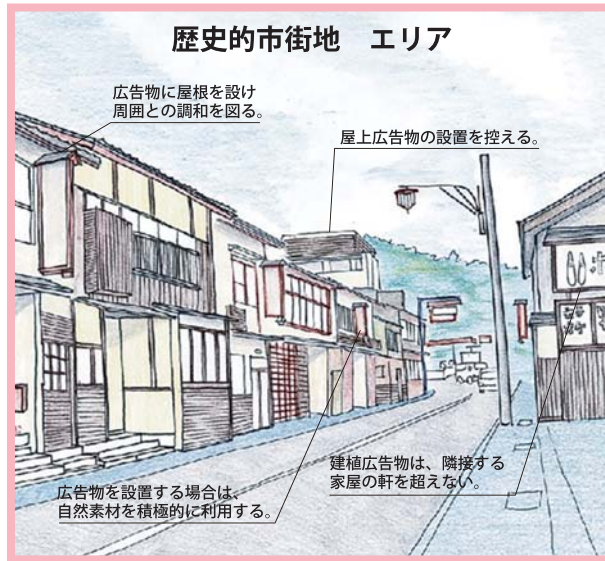 歴史的市街地　エリア
広告物に屋根を設け
周囲との調和を図る。
屋上広告物の設置を控える。
建植広告物は、隣接する
家屋の軒を超えない。
広告物を設置する場合は、
自然素材を積極的に利用する。